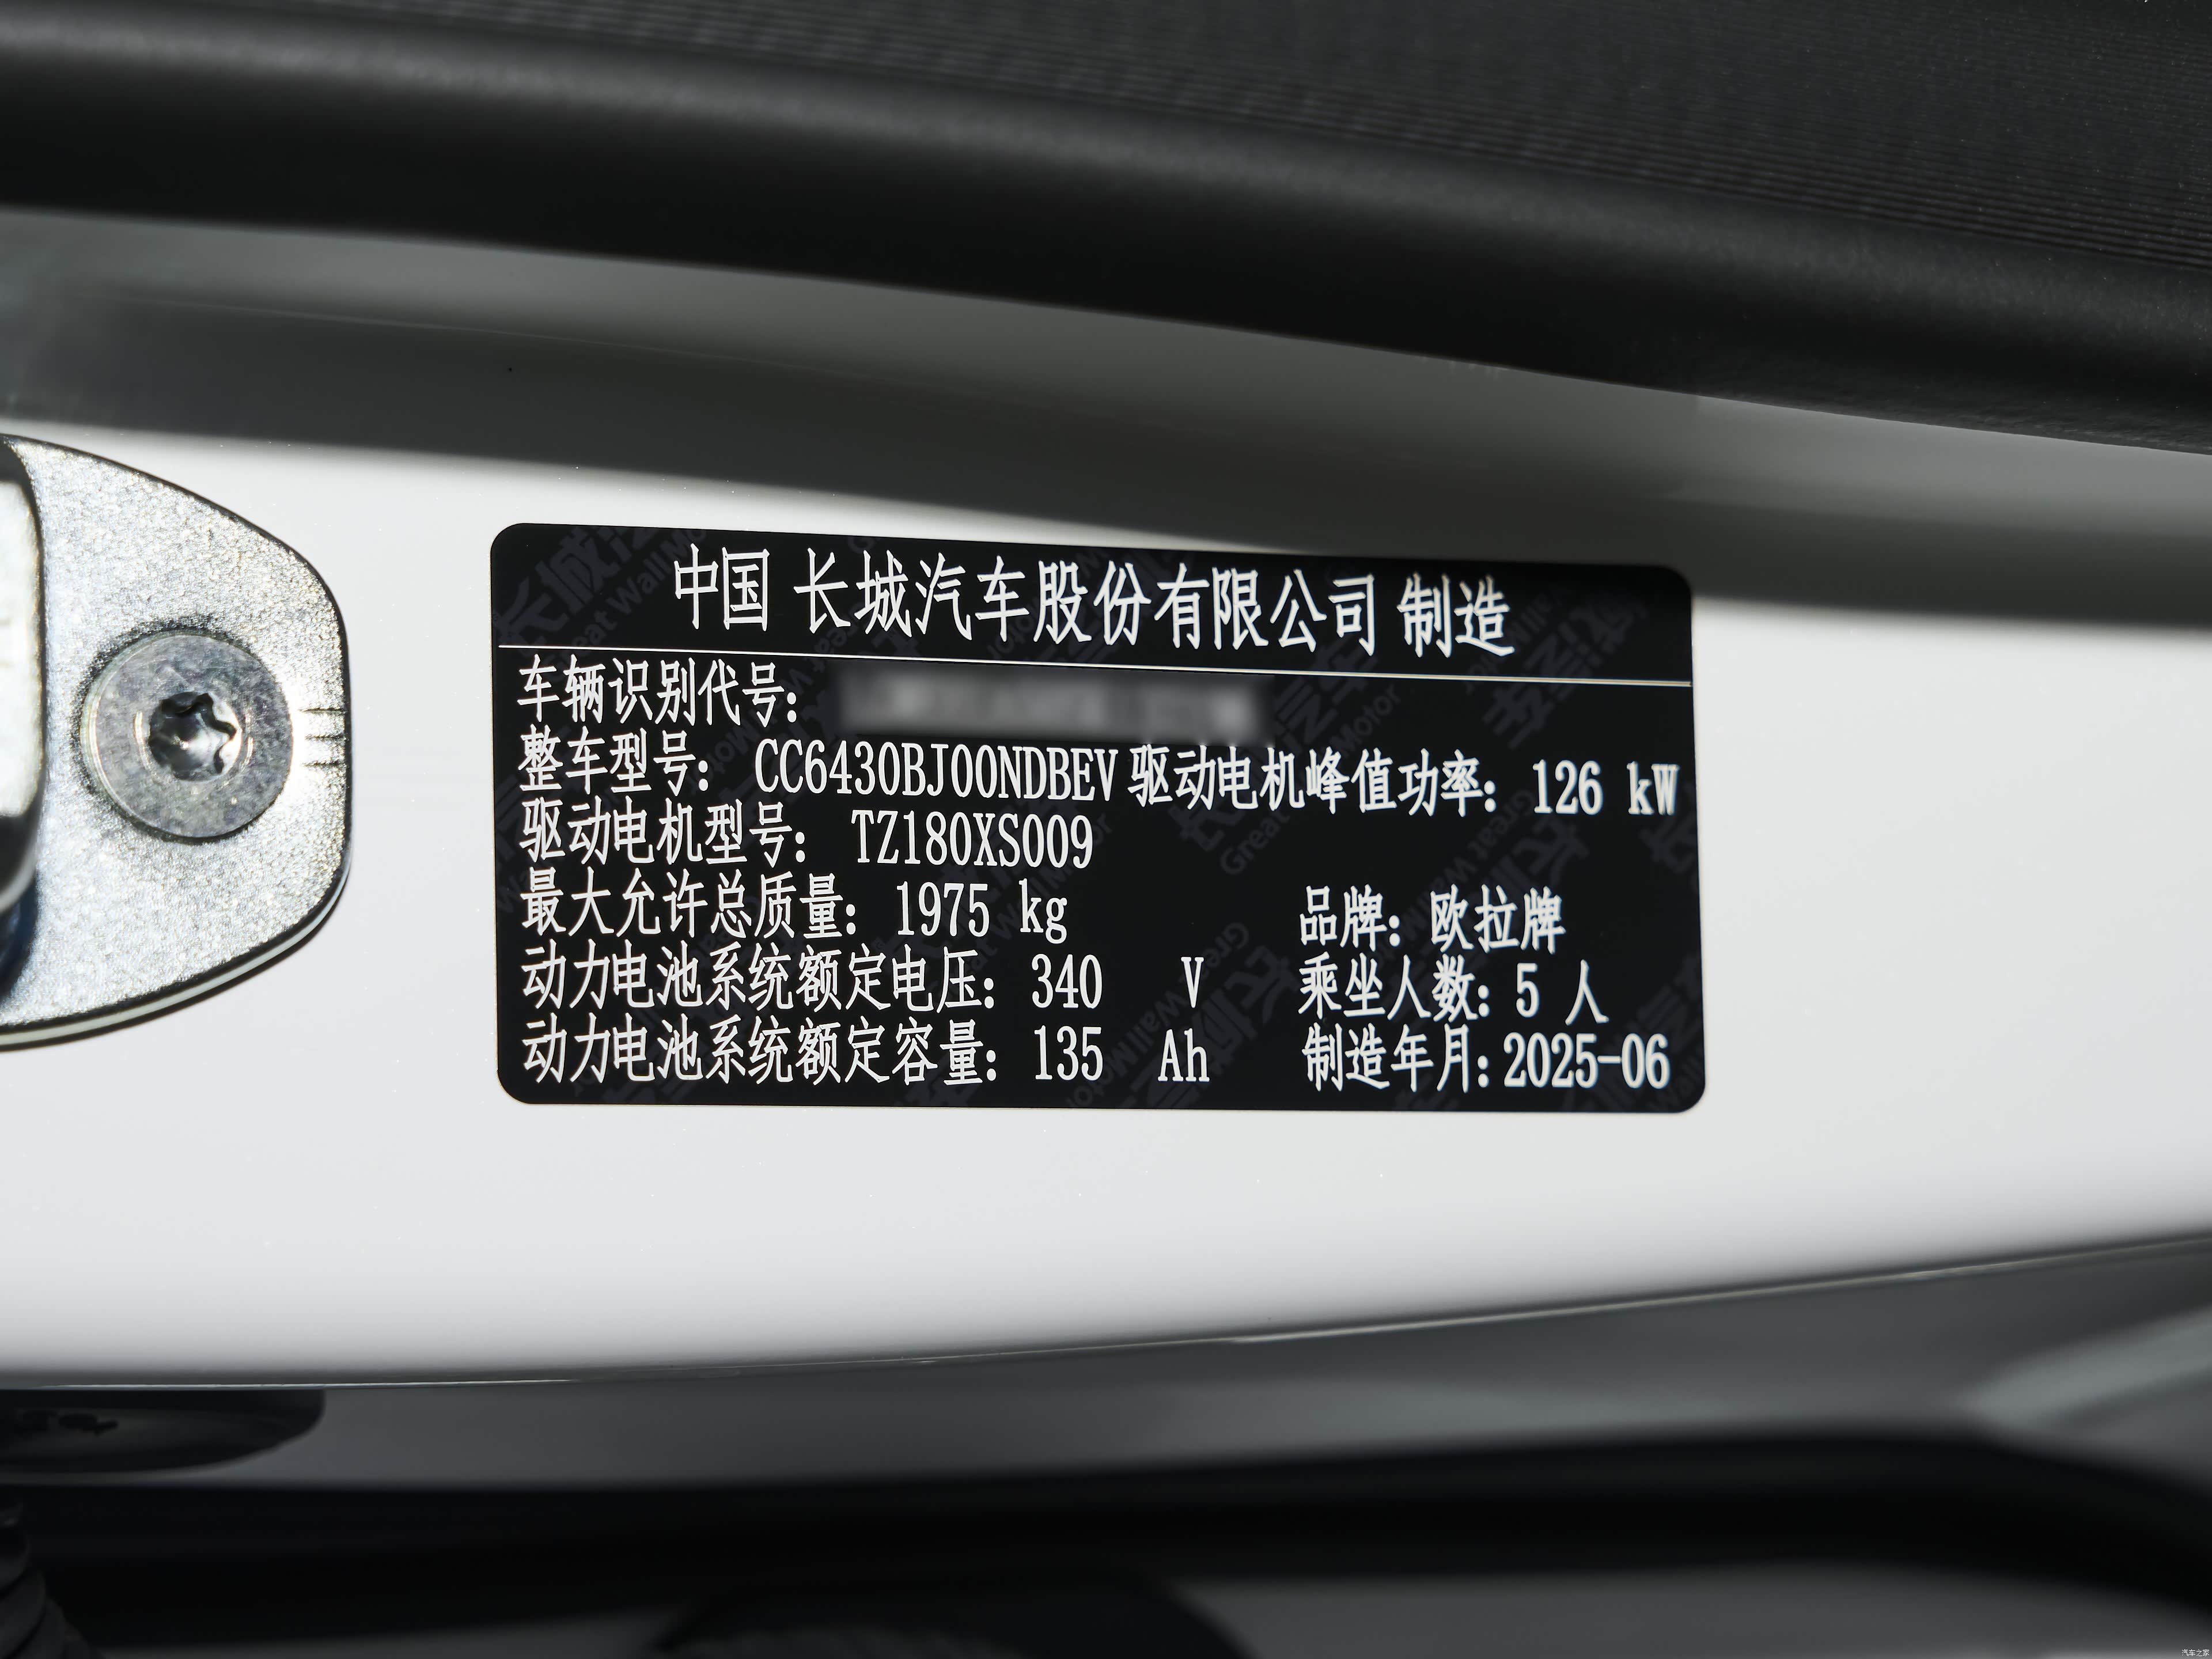 中国 长城汽车股份有限公司 制造
车辆识别代号:
整车型号: CC6430BJ00NDBEV 驱动电机峰值功率: 126 kW
驱动电机型号: TZ180XS009
最大允许总质量: 1975 kg 品牌: 欧拉牌
动力电池系统额定电压: 340 V 乘坐人数: 5 人
动力电池系统额定容量: 135 Ah 制造年月: 2025-06
汽车之家